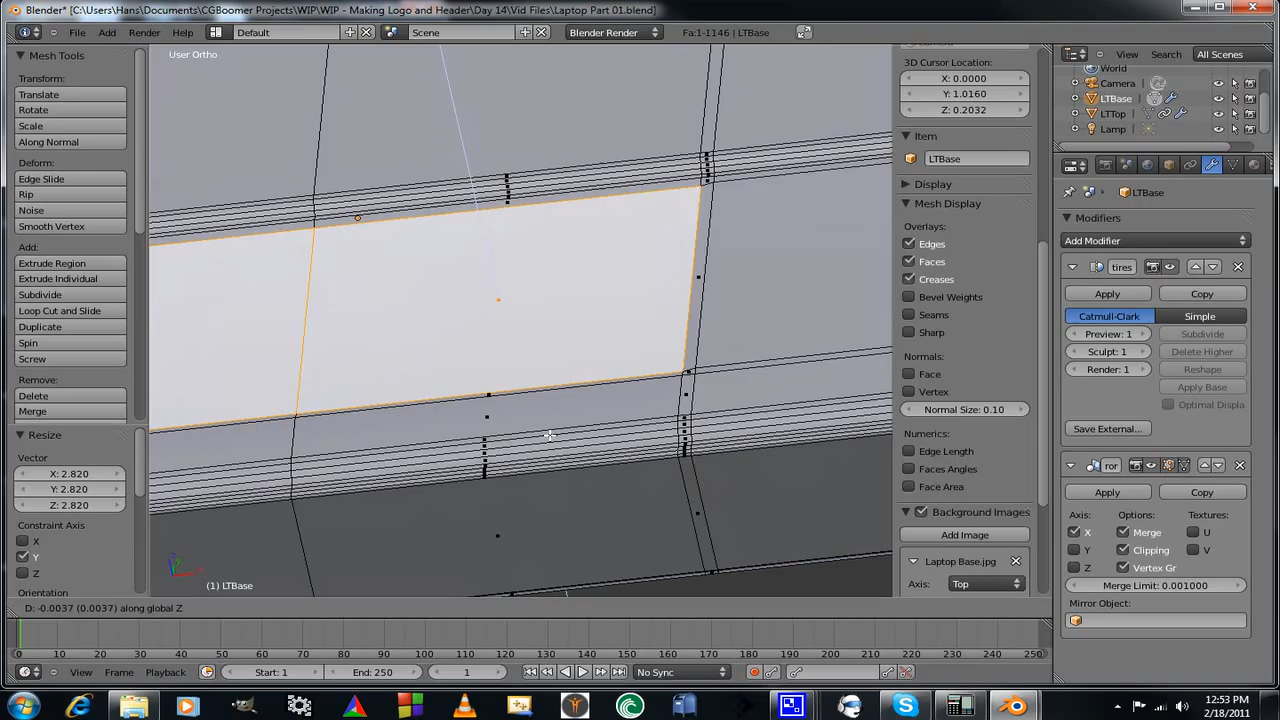 Blender* [C:\Users\Hans\Documents\CGBoomer Projects\WIP\WIP - Making Logo and Header\Day 14\Vid Files\Laptop Part 01.blend]
File Add Render Help Default Scene Blender Render Fa:1-1146 | LTBase
Mesh Tools
Transform:
Translate
Rotate
Scale
Along Normal
Deform:
Edge Slide
Rip
Noise
Smooth Vertex
Add:
Extrude Region
Extrude Individual
Subdivide
Loop Cut and Slide
Duplicate
Spin
Screw
Remove:
Delete
Merge
Resize
Vector
X: 2.820
Y: 2.820
Z: 2.820
Constraint Axis
X
Y
Z
Orientation
User Ortho
(1) LTBase
D: -0.0037 (0.0037) along global Z
3D Cursor Location:
X: 0.0000
Y: 1.0160
Z: 0.2032
Item
LTBase
Display
Mesh Display
Overlays:
Edges
Faces
Creases
Bevel Weights
Seams
Sharp
Normals:
Face
Vertex
Normal Size: 0.10
Numerics:
Edge Length
Faces Angles
Face Area
Background Images
Add Image
Laptop Base.jpg
Axis: Top
View Search All Scenes
World
Camera
LTBase
LTTop
Lamp
LTBase
Modifiers
Add Modifier
tires
Apply Copy
Catmull-Clark Simple
Preview: 1 Subdivide
Sculpt: 1 Delete Higher
Render: 1 Reshape
Apply Base
Optimal Displa
Save External...
ror
Apply Copy
Axis: Options: Textures:
X Merge U
Y Clipping V
Z Vertex Gr
Merge Limit: 0.001000
Mirror Object:
0 10 20 30 40 50 60 70 80 90 100 110 120 130 140 150 160 170 180 190 200 210 220 230 240 250
View Frame Playback Start: 1 End: 250 1 No Sync
12:53 PM
2/18/2011